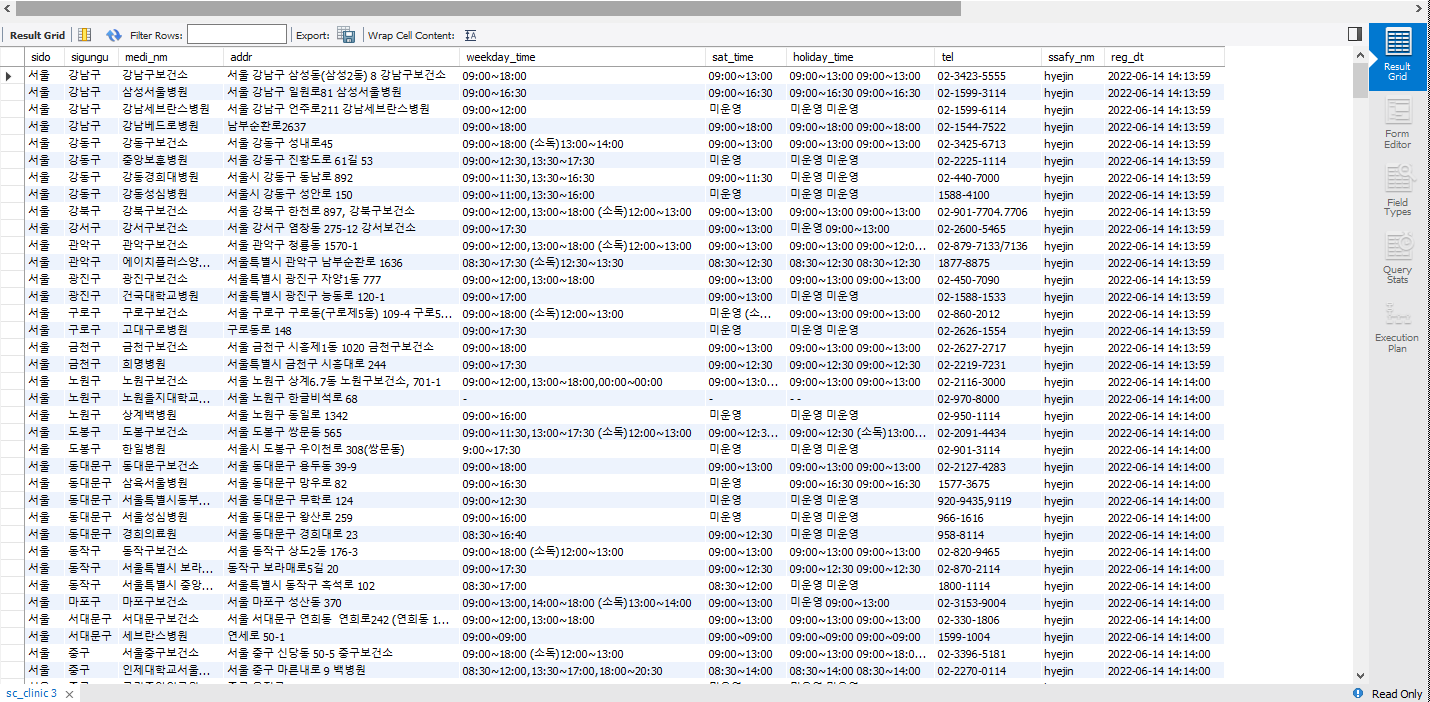 Result Grid Filter Rows: Export: Wrap Cell Content:
sido sigungu medi_nm addr weekday_time sat_time holiday_time tel ssafy_nm reg_dt
서울 강남구 강남구보건소 서울 강남구 삼성동(삼성2동) 8 강남구보건소 09:00~18:00 09:00~13:00 09:00~13:00 09:00~13:00 02-3423-5555 hyejin 2022-06-14 14:13:59
서울 강남구 삼성서울병원 서울 강남구 일원로81 삼성서울병원 09:00~16:30 09:00~16:30 09:00~16:30 09:00~16:30 02-1599-3114 hyejin 2022-06-14 14:13:59
서울 강남구 강남세브란스병원 서울 강남구 언주로211 강남세브란스병원 09:00~12:00 미운영 미운영 미운영 02-1599-6114 hyejin 2022-06-14 14:13:59
서울 강남구 강남베드로병원 남부순환로2637 09:00~18:00 09:00~18:00 09:00~18:00 09:00~18:00 02-1544-7522 hyejin 2022-06-14 14:13:59
서울 강동구 강동구보건소 서울 강동구 성내로45 09:00~18:00 (소독)13:00~14:00 09:00~13:00 09:00~13:00 09:00~13:00 02-3425-6713 hyejin 2022-06-14 14:13:59
서울 강동구 중앙보훈병원 서울 강동구 진황도로 61길 53 09:00~12:30,13:30~17:30 미운영 미운영 미운영 02-2225-1114 hyejin 2022-06-14 14:13:59
서울 강동구 강동경희대병원 서울시 강동구 동남로 892 09:00~11:30,13:30~16:30 09:00~11:30 미운영 미운영 02-440-7000 hyejin 2022-06-14 14:13:59
서울 강동구 강동성심병원 서울시 강동구 성안로 150 09:00~11:00,13:30~16:00 미운영 미운영 미운영 1588-4100 hyejin 2022-06-14 14:13:59
서울 강북구 강북구보건소 서울 강북구 한천로 897, 강북구보건소 09:00~12:00,13:00~18:00 (소독)12:00~13:00 09:00~13:00 09:00~13:00 09:00~13:00 02-901-7704.7706 hyejin 2022-06-14 14:13:59
서울 강서구 강서구보건소 서울 강서구 염창동 275-12 강서보건소 09:00~17:30 09:00~13:00 미운영 09:00~13:00 02-2600-5465 hyejin 2022-06-14 14:13:59
서울 관악구 관악구보건소 서울 관악구 청룡동 1570-1 09:00~12:00,13:00~18:00 (소독)12:00~13:00 09:00~13:00 09:00~13:00 09:00~12:0... 02-879-7133/7136 hyejin 2022-06-14 14:13:59
서울 관악구 에이치플러스양... 서울특별시 관악구 남부순환로 1636 08:30~17:30 (소독)12:30~13:30 08:30~12:30 08:30~12:30 08:30~12:30 1877-8875 hyejin 2022-06-14 14:13:59
서울 광진구 광진구보건소 서울특별시 광진구 자양1동 777 09:00~12:00,13:00~18:00 09:00~13:00 09:00~13:00 09:00~13:00 02-450-7090 hyejin 2022-06-14 14:13:59
서울 광진구 건국대학교병원 서울특별시 광진구 능동로 120-1 09:00~17:00 09:00~13:00 미운영 미운영 02-1588-1533 hyejin 2022-06-14 14:13:59
서울 구로구 구로구보건소 서울 구로구 구로동(구로제5동) 109-4 구로5... 09:00~18:00 (소독)12:00~13:00 미운영 (소... 09:00~13:00 09:00~13:00 02-860-2012 hyejin 2022-06-14 14:13:59
서울 구로구 고대구로병원 구로동로 148 09:00~17:30 미운영 미운영 미운영 02-2626-1554 hyejin 2022-06-14 14:13:59
서울 금천구 금천구보건소 서울 금천구 시흥제1동 1020 금천구보건소 09:00~18:00 09:00~13:00 09:00~13:00 09:00~13:00 02-2627-2717 hyejin 2022-06-14 14:13:59
서울 금천구 희명병원 서울특별시 금천구 시흥대로 244 09:00~17:30 09:00~12:30 09:00~12:30 09:00~12:30 02-2219-7231 hyejin 2022-06-14 14:13:59
서울 노원구 노원구보건소 서울 노원구 상계6.7동 노원구보건소, 701-1 09:00~12:00,13:00~18:00,00:00~00:00 09:00~13:0... 09:00~13:00 09:00~13:00 02-2116-3000 hyejin 2022-06-14 14:14:00
서울 노원구 노원을지대학교... 서울 노원구 한글비석로 68 - - - - 02-970-8000 hyejin 2022-06-14 14:14:00
서울 노원구 상계백병원 서울 노원구 동일로 1342 09:00~16:00 미운영 미운영 미운영 02-950-1114 hyejin 2022-06-14 14:14:00
서울 도봉구 도봉구보건소 서울 도봉구 쌍문동 565 09:00~11:30,13:00~17:30 (소독)12:00~13:00 09:00~12:3... 09:00~12:30 (소독)13:00... 02-2091-4434 hyejin 2022-06-14 14:14:00
서울 도봉구 한일병원 서울시 도봉구 우이천로 308(쌍문동) 9:00~17:30 미운영 미운영 미운영 02-901-3114 hyejin 2022-06-14 14:14:00
서울 동대문구 동대문구보건소 서울 동대문구 용두동 39-9 09:00~18:00 09:00~13:00 09:00~13:00 09:00~13:00 02-2127-4283 hyejin 2022-06-14 14:14:00
서울 동대문구 삼육서울병원 서울 동대문구 망우로 82 09:00~16:30 미운영 09:00~16:30 09:00~16:30 1577-3675 hyejin 2022-06-14 14:14:00
서울 동대문구 서울특별시동부... 서울 동대문구 무학로 124 09:00~12:30 미운영 미운영 미운영 920-9435,9119 hyejin 2022-06-14 14:14:00
서울 동대문구 서울성심병원 서울 동대문구 왕산로 259 09:00~16:00 미운영 미운영 미운영 966-1616 hyejin 2022-06-14 14:14:00
서울 동대문구 경희의료원 서울 동대문구 경희대로 23 08:30~16:40 09:00~12:30 미운영 미운영 958-8114 hyejin 2022-06-14 14:14:00
서울 동작구 동작구보건소 서울 동작구 상도2동 176-3 09:00~18:00 (소독)12:00~13:00 09:00~13:00 09:00~13:00 09:00~13:00 02-820-9465 hyejin 2022-06-14 14:14:00
서울 동작구 서울특별시 보라... 동작구 보라매로5길 20 09:00~17:30 09:00~12:30 09:00~12:30 09:00~12:30 02-870-2114 hyejin 2022-06-14 14:14:00
서울 동작구 서울특별시 중앙... 서울특별시 동작구 흑석로 102 08:30~17:00 08:30~12:00 미운영 미운영 1800-1114 hyejin 2022-06-14 14:14:00
서울 마포구 마포구보건소 서울 마포구 성산동 370 09:00~13:00,14:00~18:00 (소독)13:00~14:00 09:00~13:00 미운영 09:00~13:00 02-3153-9004 hyejin 2022-06-14 14:14:00
서울 서대문구 서대문구보건소 서울 서대문구 연희동 연희로242 (연희동 1... 09:00~12:00,13:00~18:00 09:00~13:00 09:00~13:00 09:00~13:00 02-330-1806 hyejin 2022-06-14 14:14:00
서울 서대문구 세브란스병원 연세로 50-1 09:00~09:00 09:00~09:00 09:00~09:00 09:00~09:00 1599-1004 hyejin 2022-06-14 14:14:00
서울 중구 서울중구보건소 서울 중구 신당동 50-5 중구보건소 09:00~18:00 (소독)12:00~13:00 09:00~13:00 09:00~13:00 09:00~18:0... 02-3396-5181 hyejin 2022-06-14 14:14:00
서울 중구 인제대학교서울... 서울 중구 마른내로 9 백병원 08:30~12:00,13:30~17:00,18:00~20:30 08:30~14:00 08:30~14:00 08:30~14:00 02-2270-0114 hyejin 2022-06-14 14:14:00
Result
Grid
Form
Editor
Field
Types
Query
Stats
Execution
Plan
sc_clinic 3
Read Only